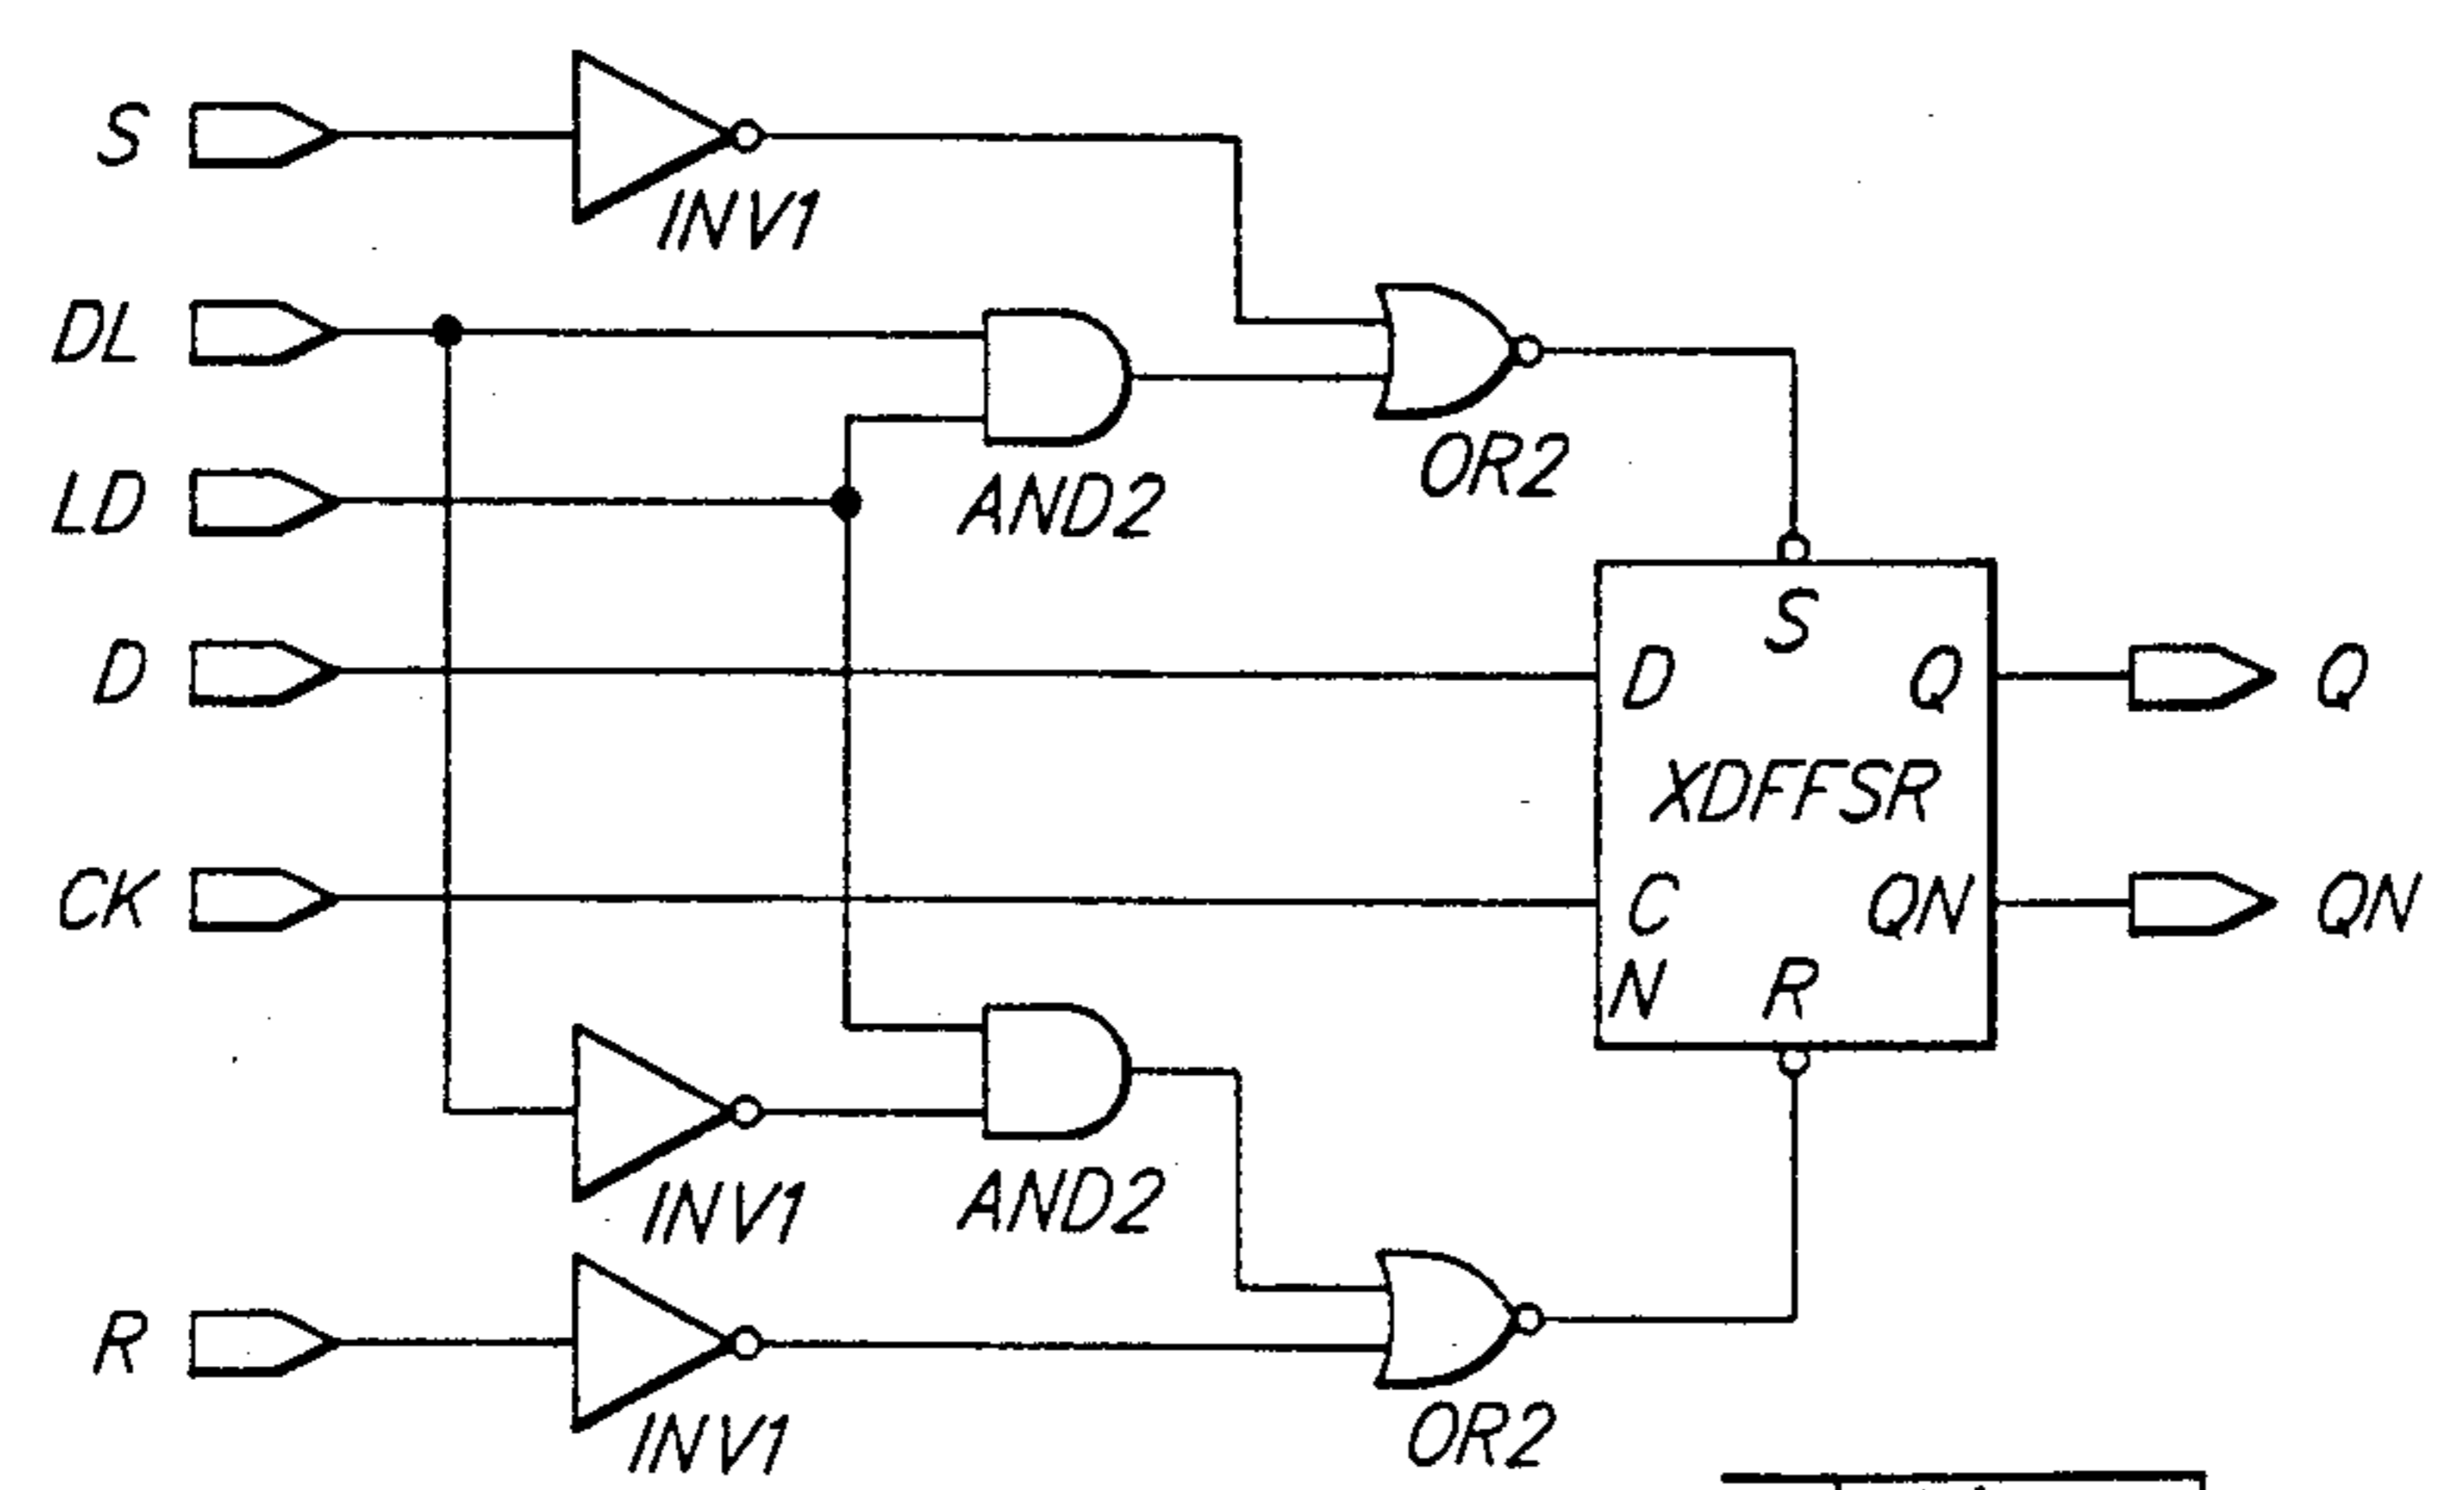 S
INV1
DL
OR2
LD
AND2
S
D
D
Q
Q
XDFFSR
CK
C
QN
QN
N
R
INV1
AND2
R
INV1
OR2